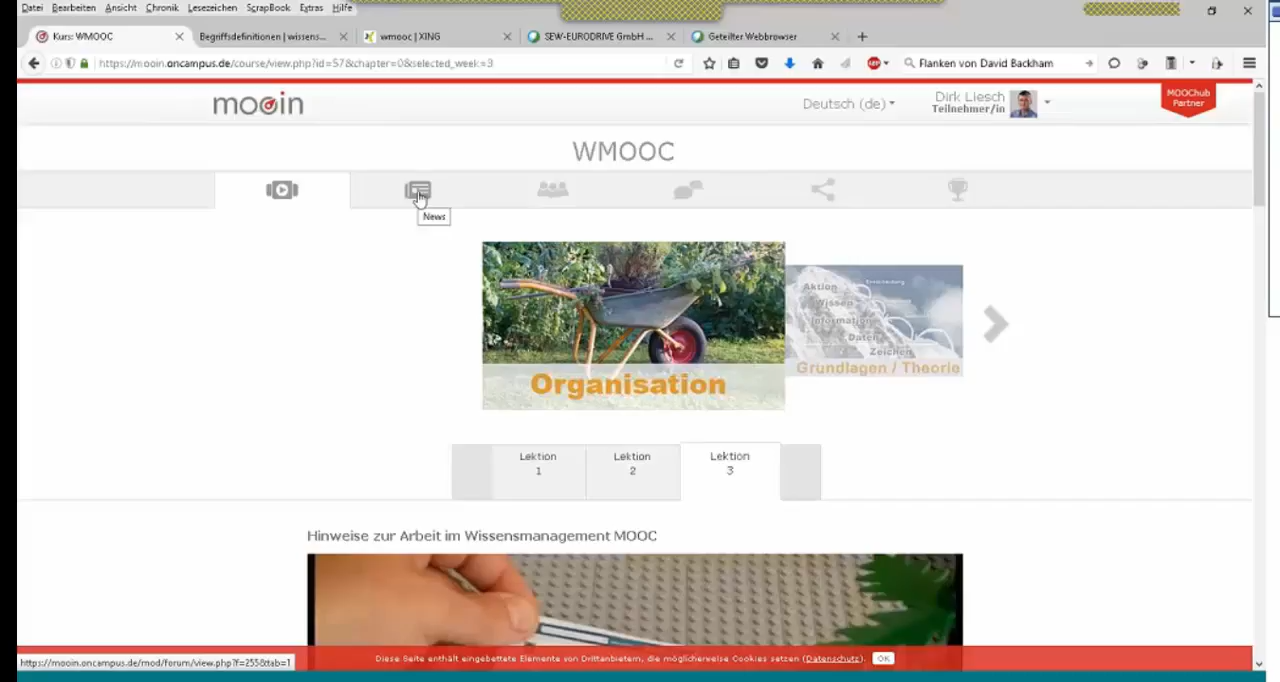 Datei Bearbeiten Ansicht Chronik Lesezeichen ScrapBook Extras Hilfe
Kurs: WMOOC
Begriffsdefinitionen | wissens...
wmooc | XING
SEW-EURODRIVE GmbH ...
Geteilter Webbrowser
https://mooin.oncampus.de/course/view.php?id=57&chapter=0&selected_week=3
Flanken von David Backham
mooin
Deutsch (de)
Dirk Liesch
Teilnehmer/in
MOOChub
Partner
WMOOC
News
Organisation
Entscheidung
Aktion
Wissen
Information
Daten
Zeichen
Grundlagen / Theorie
Lektion
1
Lektion
2
Lektion
3
Hinweise zur Arbeit im Wissensmanagement MOOC
https://mooin.oncampus.de/mod/forum/view.php?f=255&tab=1
Diese Seite enthält eingebettete Elemente von Drittanbietern, die möglicherweise Cookies setzen (Datenschutz).
OK